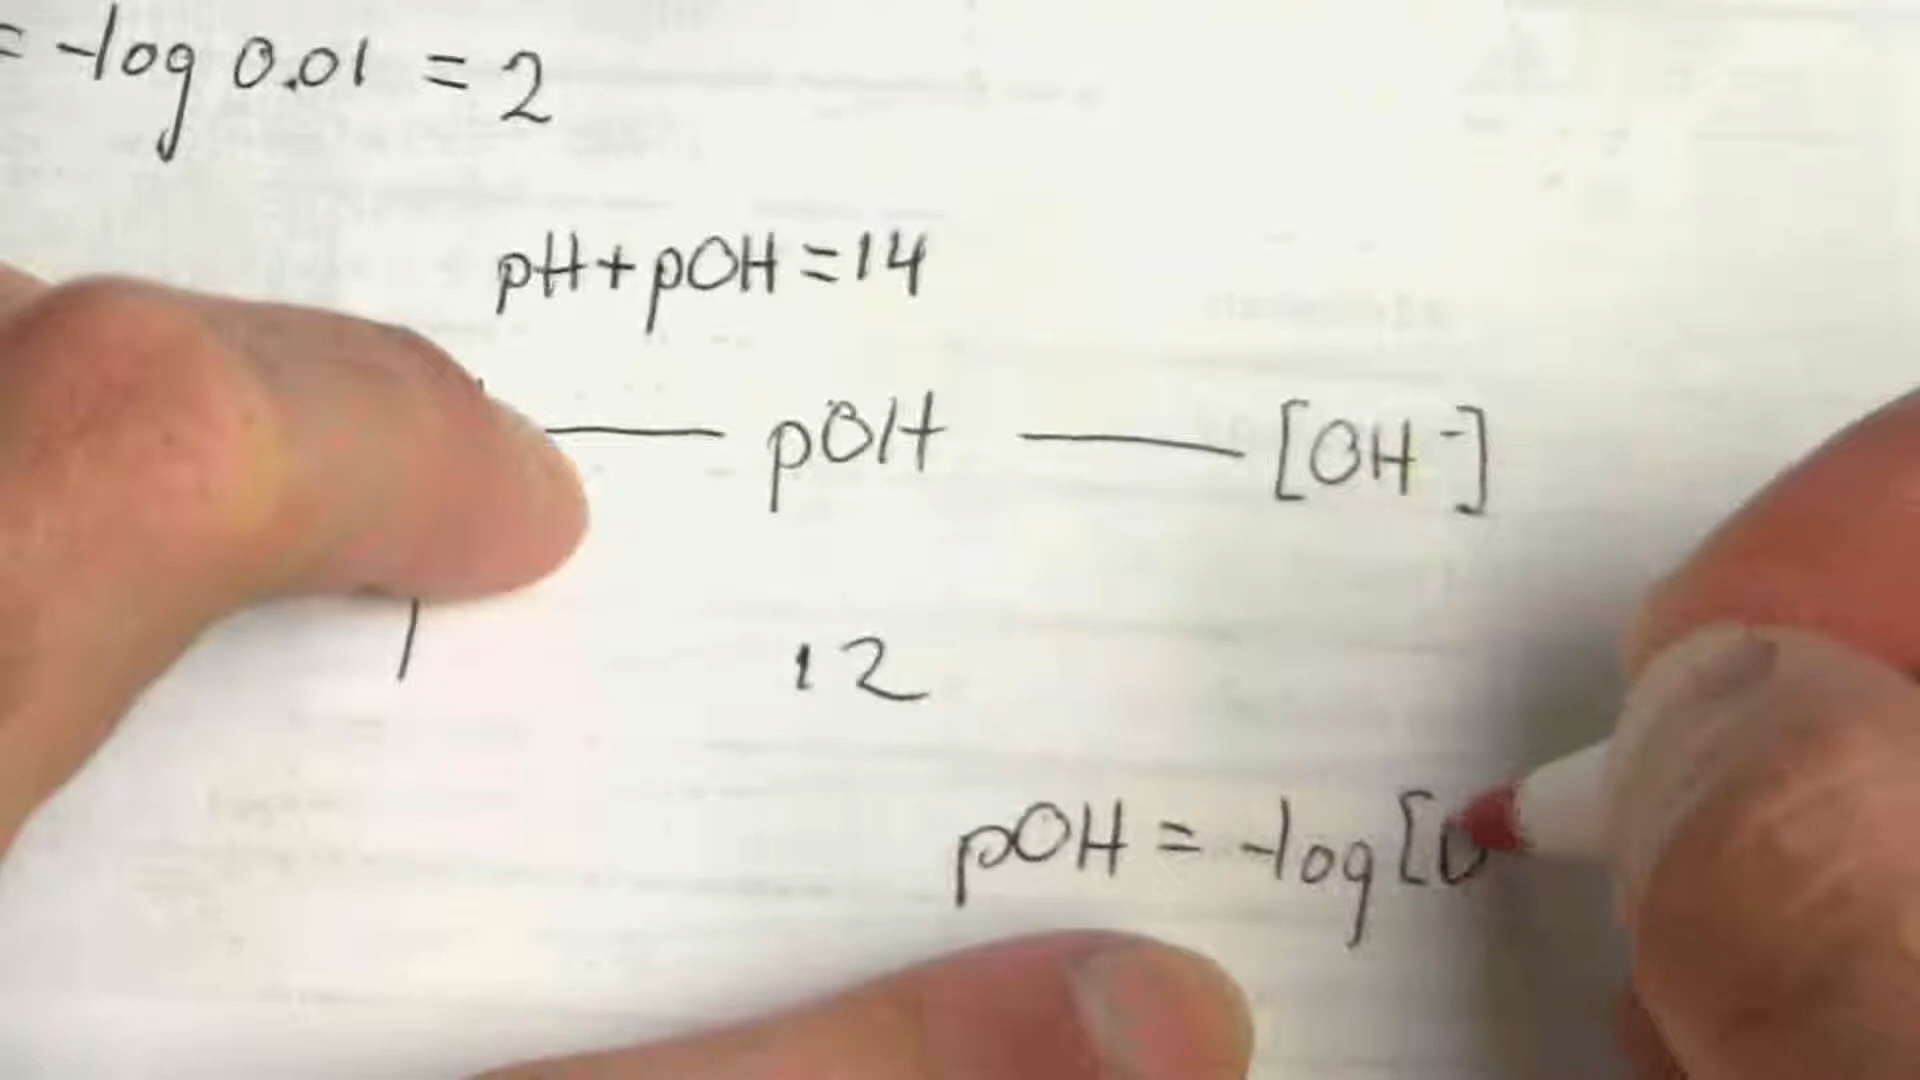 = -log 0.01 = 2
pH + pOH = 14
— pOH — [OH⁻]
12
pOH = -log [O